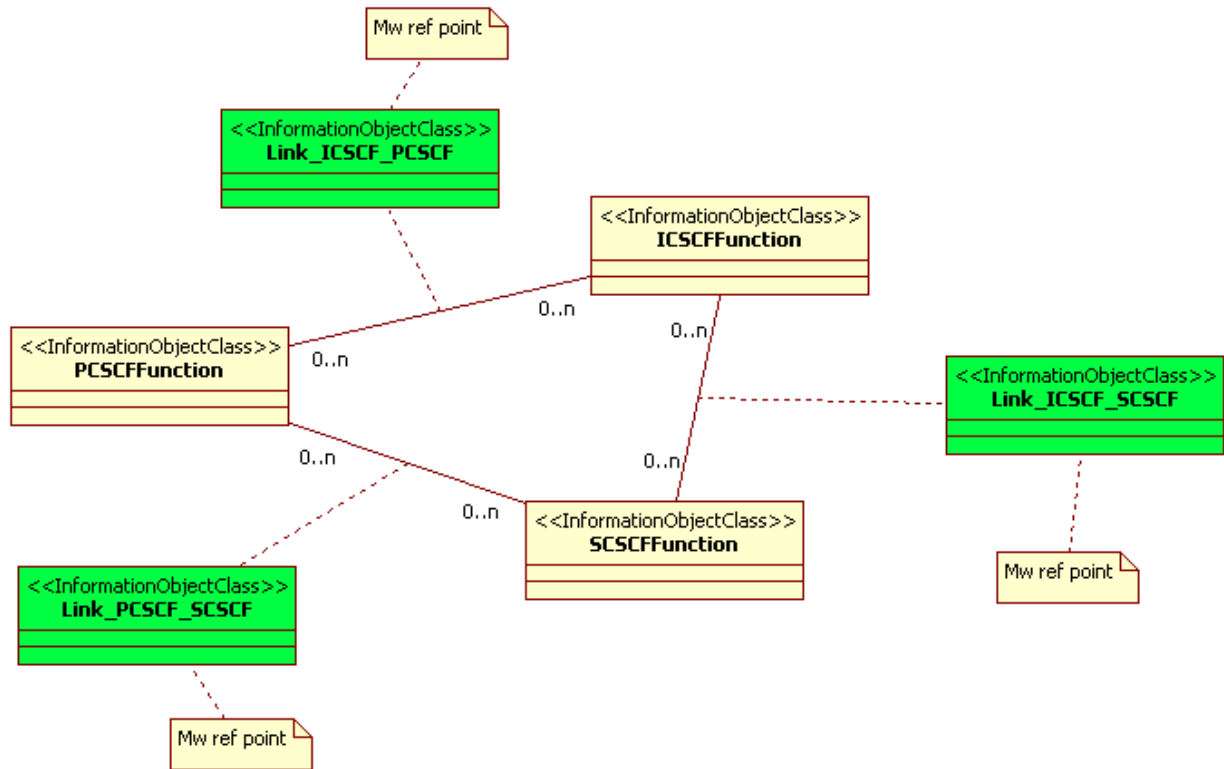 Mw ref point
<<InformationObjectClass>>
Link_ICSCF_PCSCF
<<InformationObjectClass>>
ICSCFFunction
0..n
0..n
<<InformationObjectClass>>
PCSCFFunction
0..n
<<InformationObjectClass>>
Link_ICSCF_SCSCF
0..n
0..n
0..n
<<InformationObjectClass>>
SCSCFFunction
Mw ref point
<<InformationObjectClass>>
Link_PCSCF_SCSCF
Mw ref point